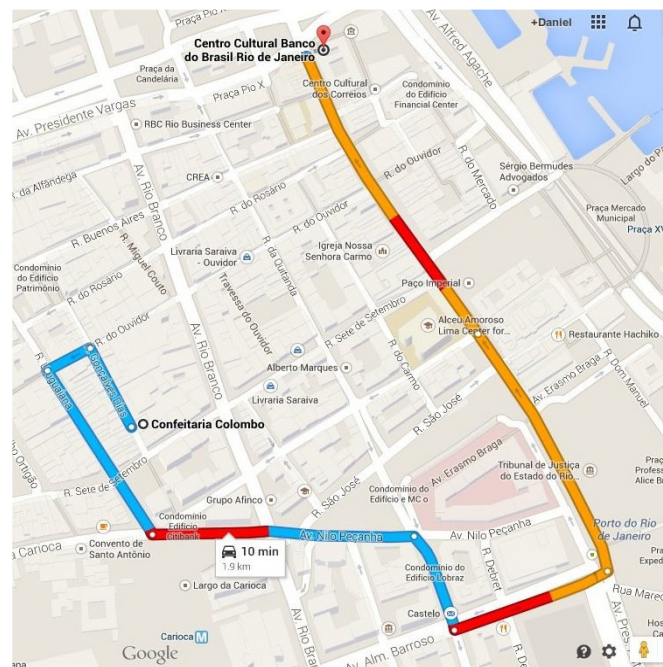 +Daniel
Centro Cultural Banco
do Brasil Rio de Janeiro
Av. Alfred Agache
Praça da
Candelária
Praça Pio X
Centro Cultural
dos Correios
Condomínio
do Edifício
Financial Center
Av. Presidente Vargas
RBC Rio Business Center
R. do Ouvidor
R. do Mercado
Sérgio Bermudes
Advogados
R. da Alfândega
CREA
Av. Rio Branco
R. do Rosário
R. do Ouvidor
Praça Mercado
Municipal
Praça XV
R. Buenos Aires
R. Miguel Couto
Livraria Saraiva
- Ouvidor
R. da Quitanda
Igreja Nossa
Senhora Carmo
Condomínio
do Edifício
Patrimônio
R. do Rosário
Travessa do Ouvidor
Paço Imperial
R. do Ouvidor
R. Sete de Setembro
Alceu Amoroso
Lima Center for...
Restaurante Hachiko
Av. Rio Branco
R. do Carmo
Alberto Marques
Av. Erasmo Braga
R. Dom Manuel
Uruguaiana
Gonçalves Dias
Livraria Saraiva
R. São José
Confeitaria Colombo
Ortigão
R. Sete de Setembro
Av. Erasmo Braga
Tribunal de Justiça
do Estado do Rio...
Grupo Afinco
R. São José
Condomínio do
Edifício e MC o
Condomínio
Edifício
Citibank
Av. Nilo Peçanha
Av. Nilo Peçanha
Porto do Rio
de Janeiro
Carioca
Convento de
Santo Antônio
10 min
1.9 km
R. Debret
Condomínio do
Edifício Lobraz
Largo da Carioca
Av. Rio Branco
Castelo
Carioca M
Av. Alm. Barroso
Google